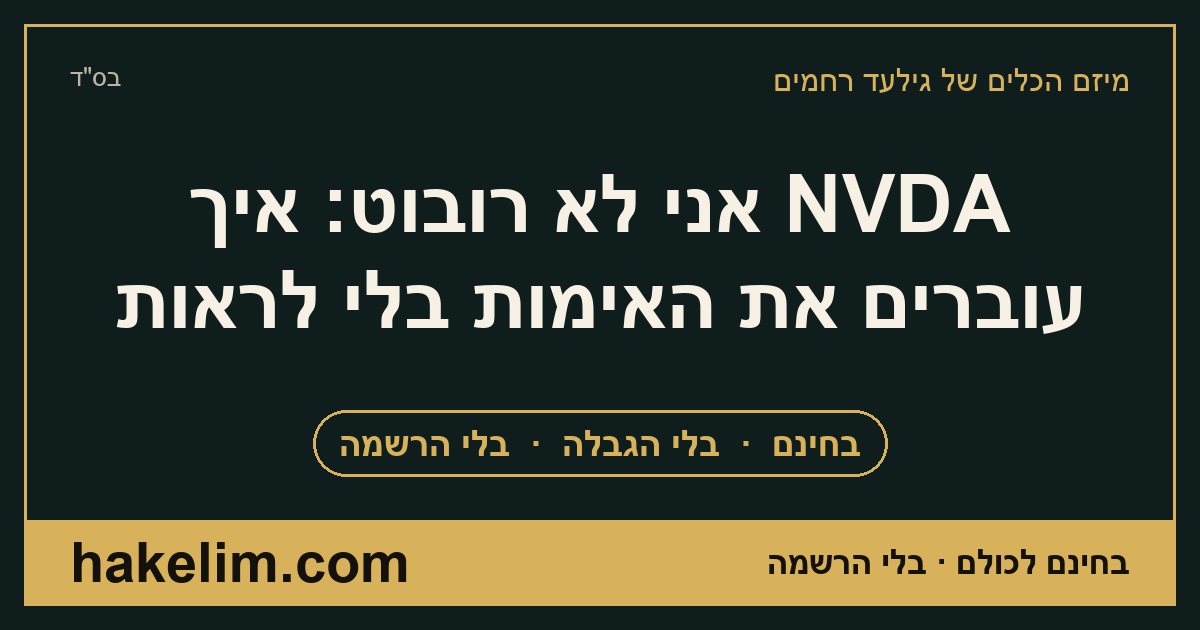 מיזם הכלים של גילעד רחמים
בס"ד
NVDA אני לא רובוט: איך
עוברים את האימות בלי לראות
בחינם · בלי הגבלה · בלי הרשמה
בחינם לכולם · בלי הרשמה
hakelim.com